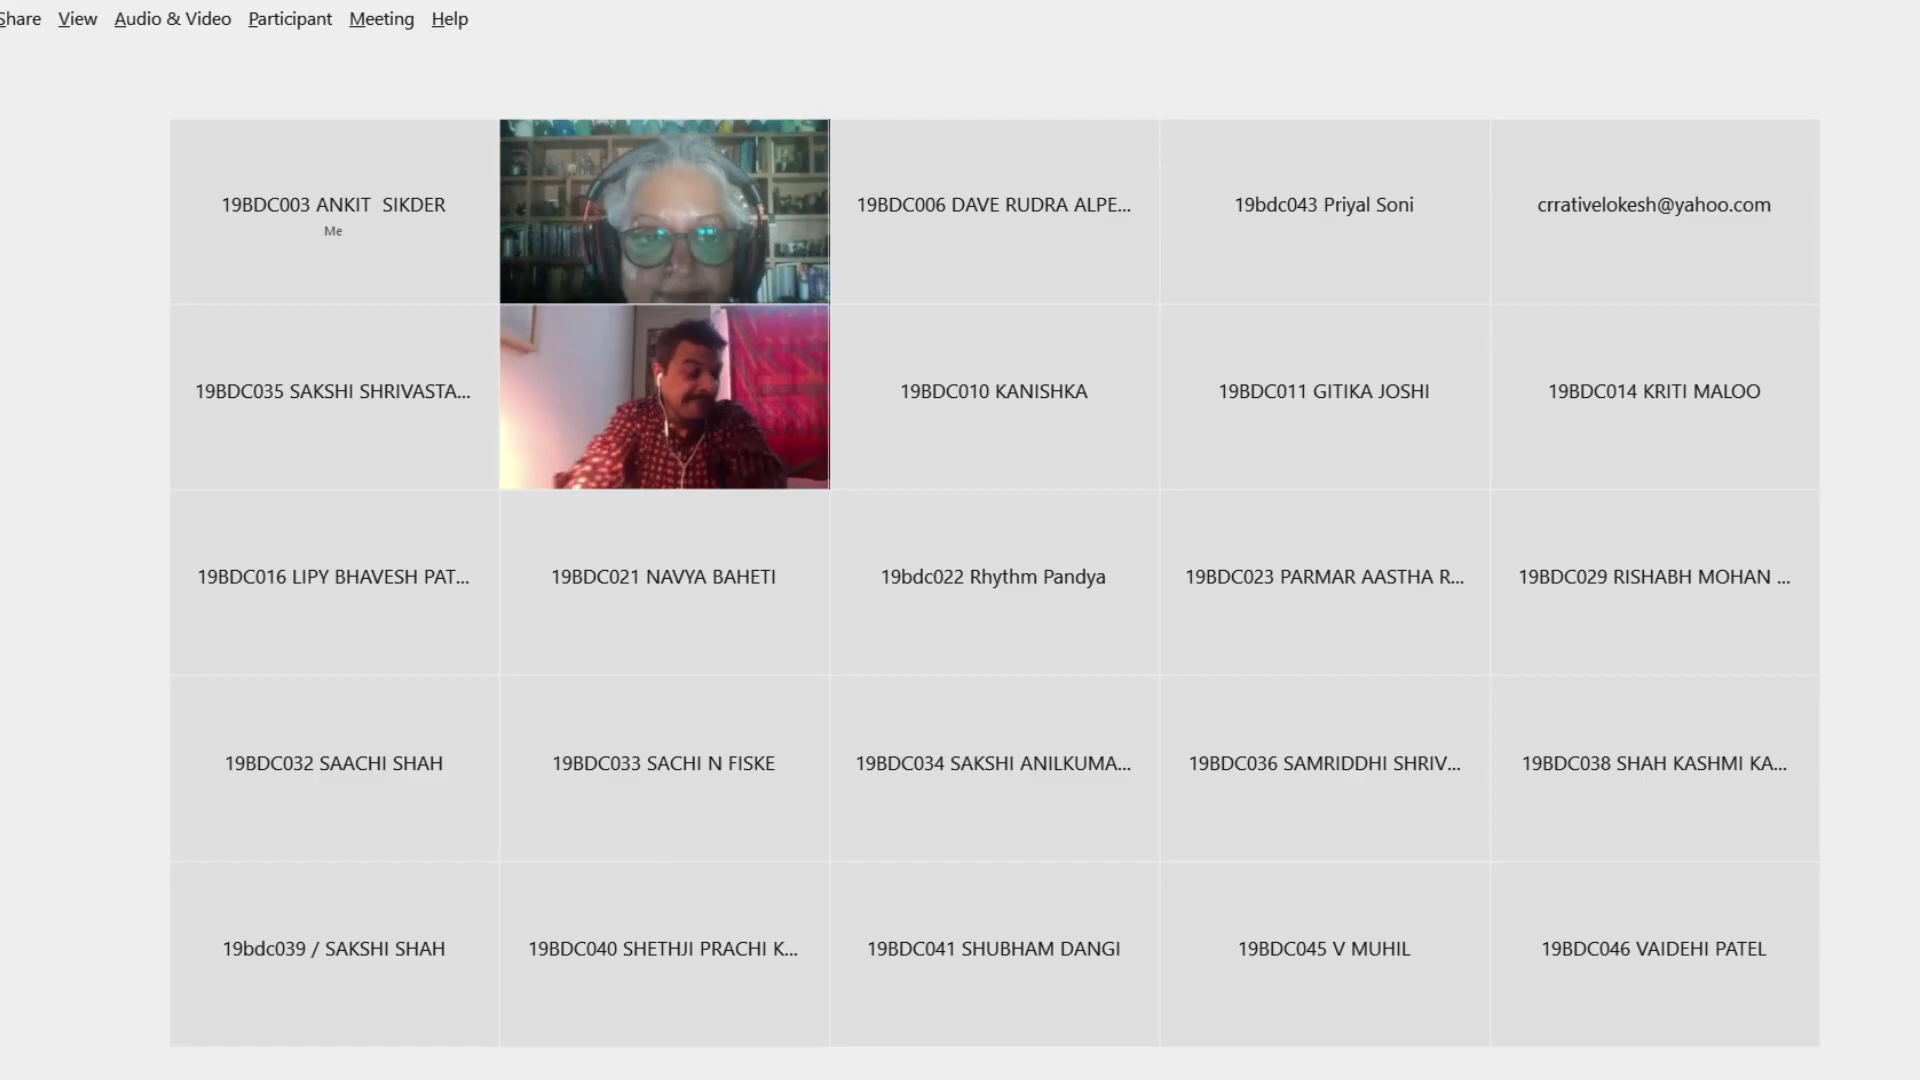 Share View Audio & Video Participant Meeting Help
19BDC003 ANKIT SIKDER
Me
19BDC006 DAVE RUDRA ALPE...
19bdc043 Priyal Soni
crrativelokesh@yahoo.com
19BDC035 SAKSHI SHRIVASTA...
19BDC010 KANISHKA
19BDC011 GITIKA JOSHI
19BDC014 KRITI MALOO
19BDC016 LIPY BHAVESH PAT...
19BDC021 NAVYA BAHETI
19bdc022 Rhythm Pandya
19BDC023 PARMAR AASTHA R...
19BDC029 RISHABH MOHAN ...
19BDC032 SAACHI SHAH
19BDC033 SACHI N FISKE
19BDC034 SAKSHI ANILKUMA...
19BDC036 SAMRIDDHI SHRIV...
19BDC038 SHAH KASHMI KA...
19bdc039 / SAKSHI SHAH
19BDC040 SHETHJI PRACHI K...
19BDC041 SHUBHAM DANGI
19BDC045 V MUHIL
19BDC046 VAIDEHI PATEL